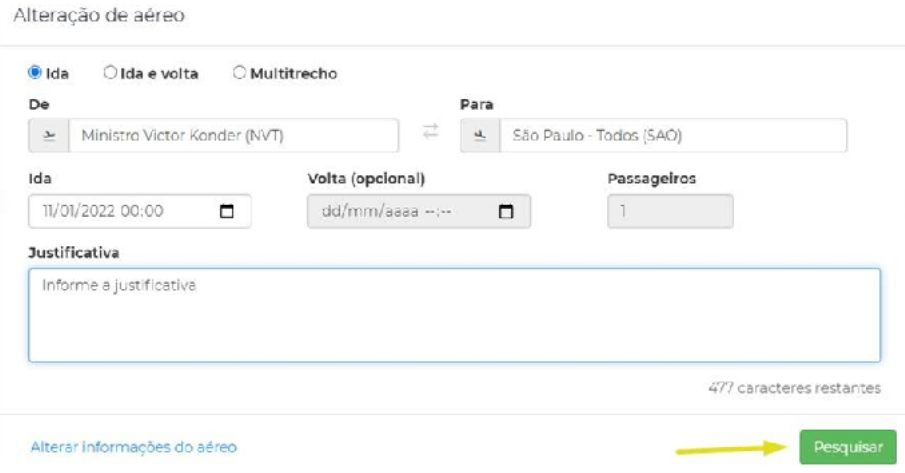 Alteração de aéreo
Ida Ida e volta Multitrecho
De Para
Ministro Victor Konder (NVT) São Paulo - Todos (SAO)
Ida Volta (opcional) Passageiros
11/01/2022 00:00 dd/mm/aaaa --:-- 1
Justificativa
Informe a justificativa
477 caracteres restantes
Alterar informações do aéreo Pesquisar